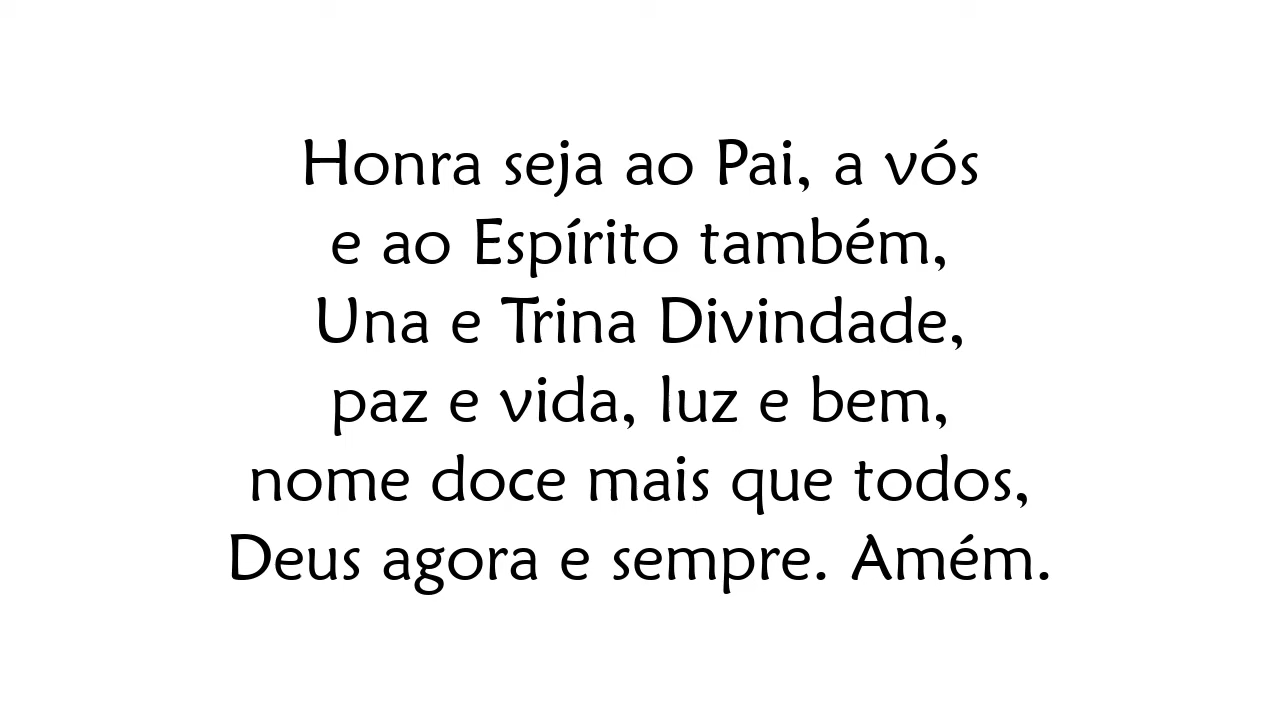 Honra seja ao Pai, a vós
e ao Espírito também,
Una e Trina Divindade,
paz e vida, luz e bem,
nome doce mais que todos,
Deus agora e sempre. Amém.